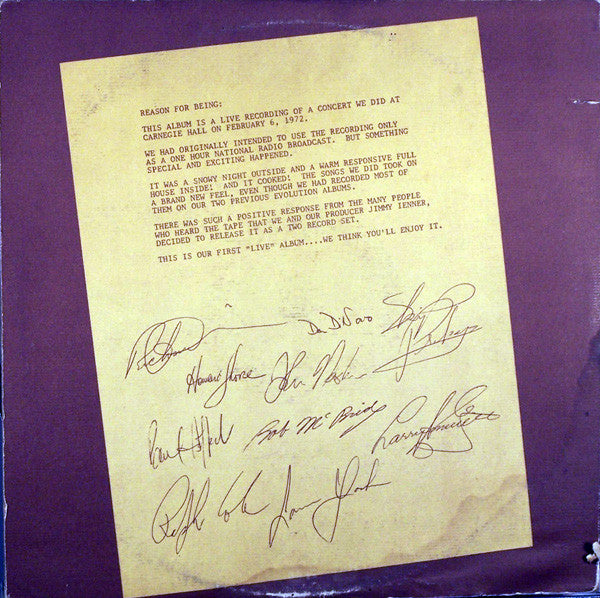 REASON FOR BEING:
THIS ALBUM IS A LIVE RECORDING OF A CONCERT WE DID AT
CARNEGIE HALL ON FEBRUARY 6, 1972.
WE HAD ORIGINALLY INTENDED TO USE THE RECORDING ONLY
AS A ONE HOUR NATIONAL RADIO BROADCAST. BUT SOMETHING
SPECIAL AND EXCITING HAPPENED.
IT WAS A SNOWY NIGHT OUTSIDE AND A WARM RESPONSIVE FULL
HOUSE INSIDE! AND IT COOKED! THE SONGS WE DID TOOK ON
A BRAND NEW FEEL, EVEN THOUGH WE HAD RECORDED MOST OF
THEM ON OUR TWO PREVIOUS EVOLUTION ALBUMS.
THERE WAS SUCH A POSITIVE RESPONSE FROM THE MANY PEOPLE
WHO HEARD THE TAPE THAT WE AND OUR PRODUCER JIMMY IENNER,
DECIDED TO RELEASE IT AS A TWO RECORD SET.
THIS IS OUR FIRST "LIVE" ALBUM....WE THINK YOU'LL ENJOY IT.
Howard Shore
Bob McBride
Ralph Cole